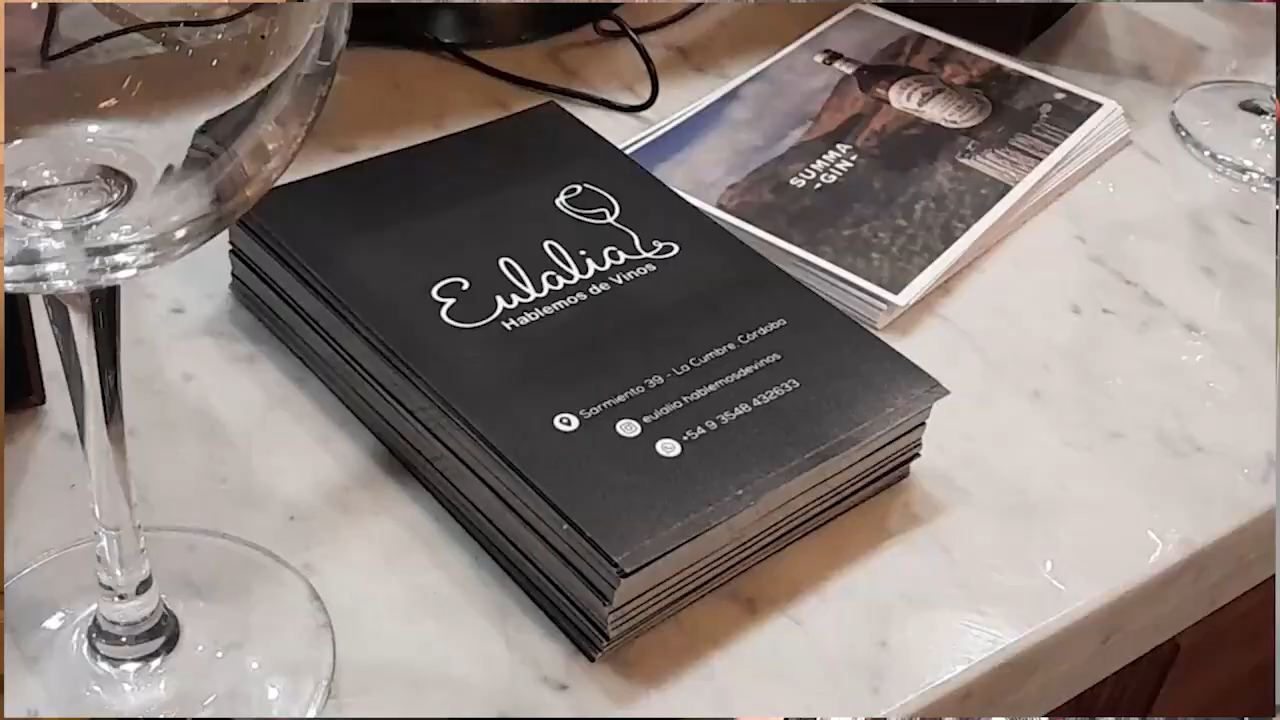 Eulalia
Hablemos de Vinos
Sarmiento 39 - La Cumbre, Córdoba
eulalia.hablemosdevinos
+54 9 3548 432633
SUMMA
-GIN-